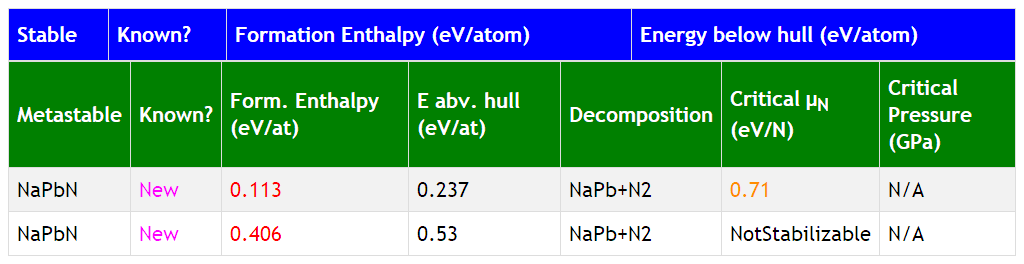 Stable Known? Formation Enthalpy (eV/atom) Energy below hull (eV/atom)
Metastable Known? Form. Enthalpy (eV/at) E abv. hull (eV/at) Decomposition Critical μN (eV/N) Critical Pressure (GPa)
NaPbN New 0.113 0.237 NaPb+N2 0.71 N/A
NaPbN New 0.406 0.53 NaPb+N2 NotStabilizable N/A